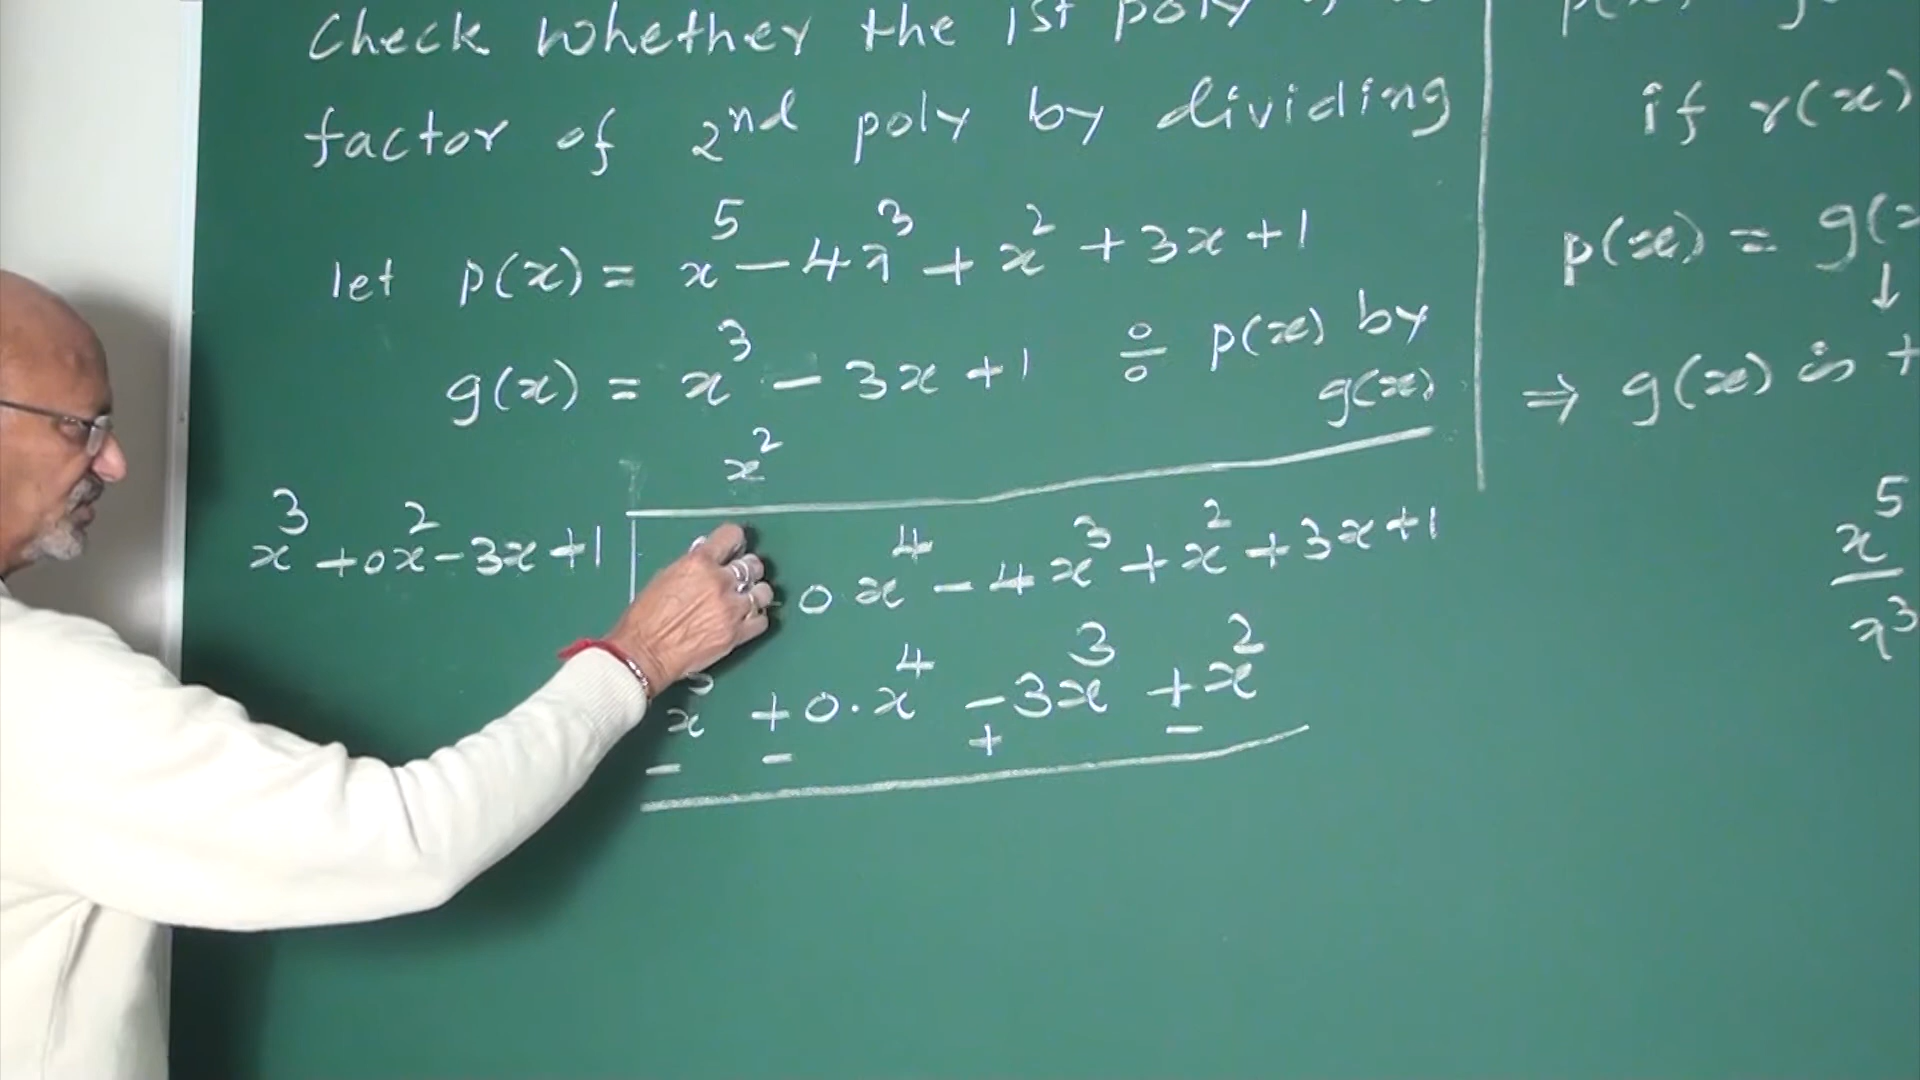 Check whether the 1st poly
factor of 2nd poly by dividing
let p(x) = x⁵ - 4x³ + x² + 3x + 1
g(x) = x³ - 3x + 1 ÷ p(x) by
g(x)
x²
x³ + 0x² - 3x + 1 0x⁴ - 4x³ + x² + 3x + 1
x⁵ + 0·x⁴ - 3x³ + x²
- - + -
if r(x)
p(x) = g(x
↓
⇒ g(x) is
x⁵
x³